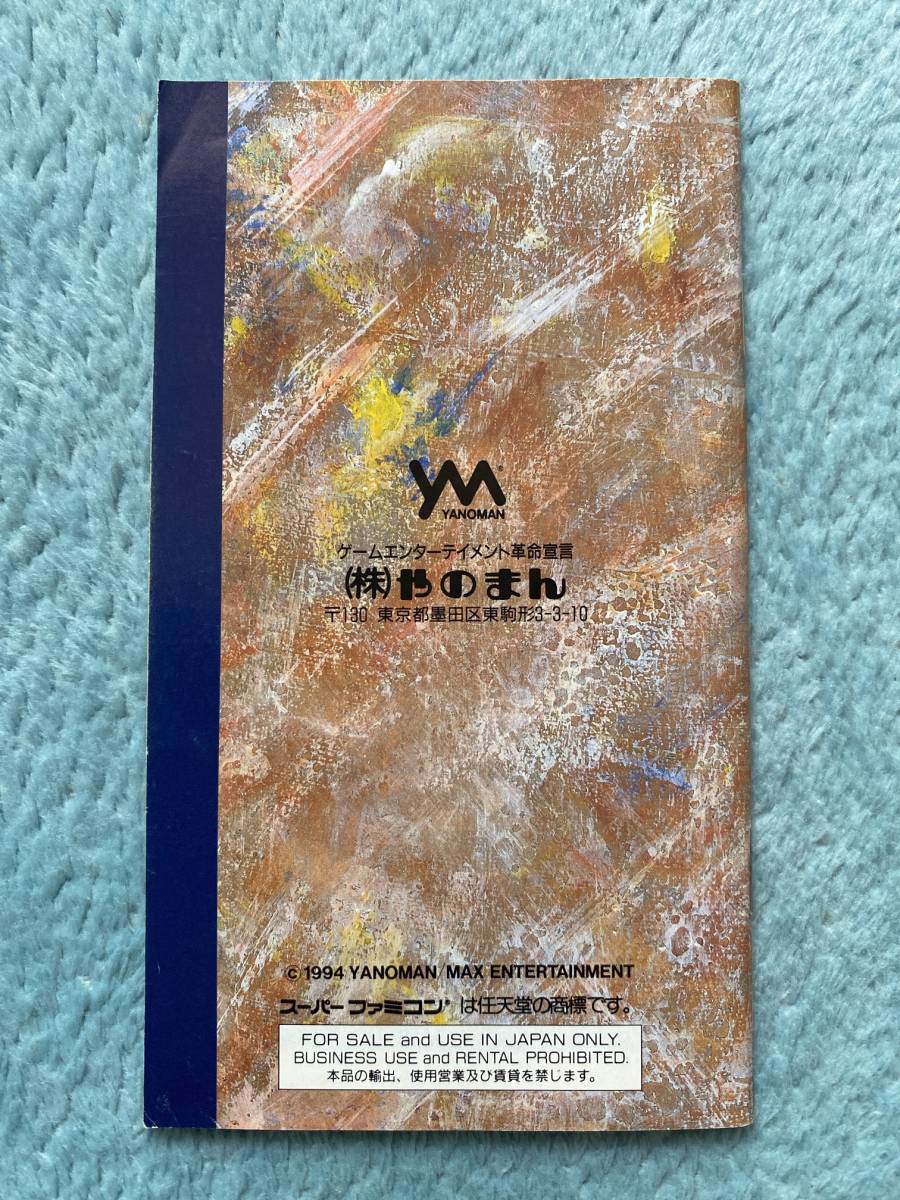 YM®
YANOMAN
ゲームエンターテイメント革命宣言
(株)やのまん
〒130 東京都墨田区東駒形3-3-10
© 1994 YANOMAN/MAX ENTERTAINMENT
スーパーファミコン®は任天堂の商標です。
FOR SALE and USE IN JAPAN ONLY.
BUSINESS USE and RENTAL PROHIBITED.
本品の輸出、使用営業及び賃貸を禁じます。